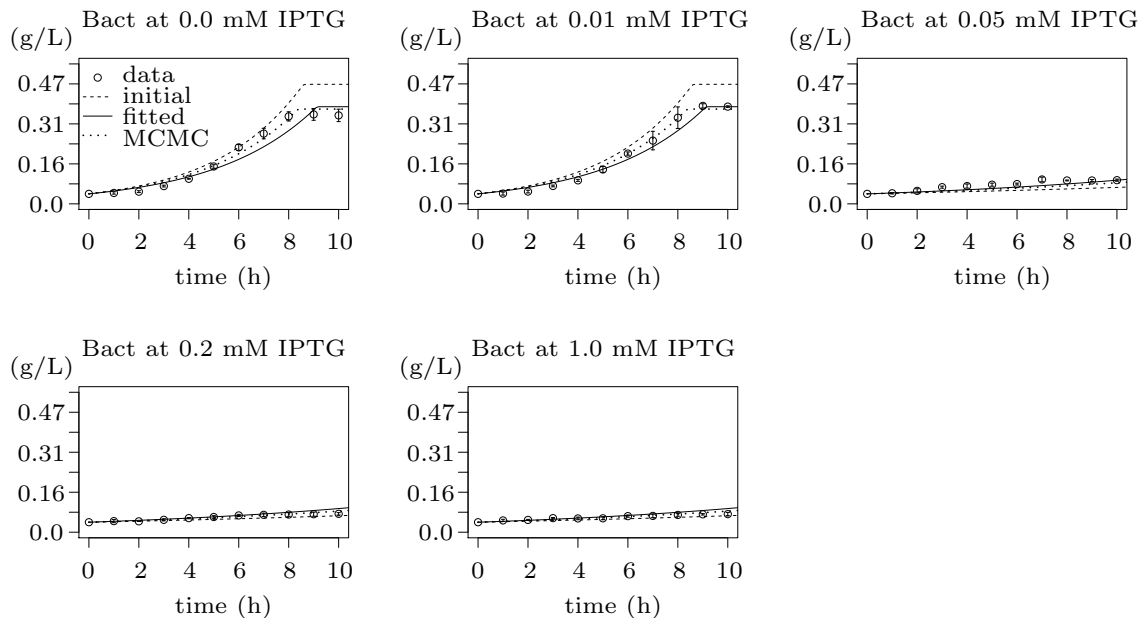 Bact at 0.0 mM IPTG
(g/L)
0.47
0.31
0.16
0.0
data
initial
fitted
MCMC
0 2 4 6 8 10
time (h)
Bact at 0.01 mM IPTG
(g/L)
0.47
0.31
0.16
0.0
0 2 4 6 8 10
time (h)
Bact at 0.05 mM IPTG
(g/L)
0.47
0.31
0.16
0.0
0 2 4 6 8 10
time (h)
Bact at 0.2 mM IPTG
(g/L)
0.47
0.31
0.16
0.0
0 2 4 6 8 10
time (h)
Bact at 1.0 mM IPTG
(g/L)
0.47
0.31
0.16
0.0
0 2 4 6 8 10
time (h)